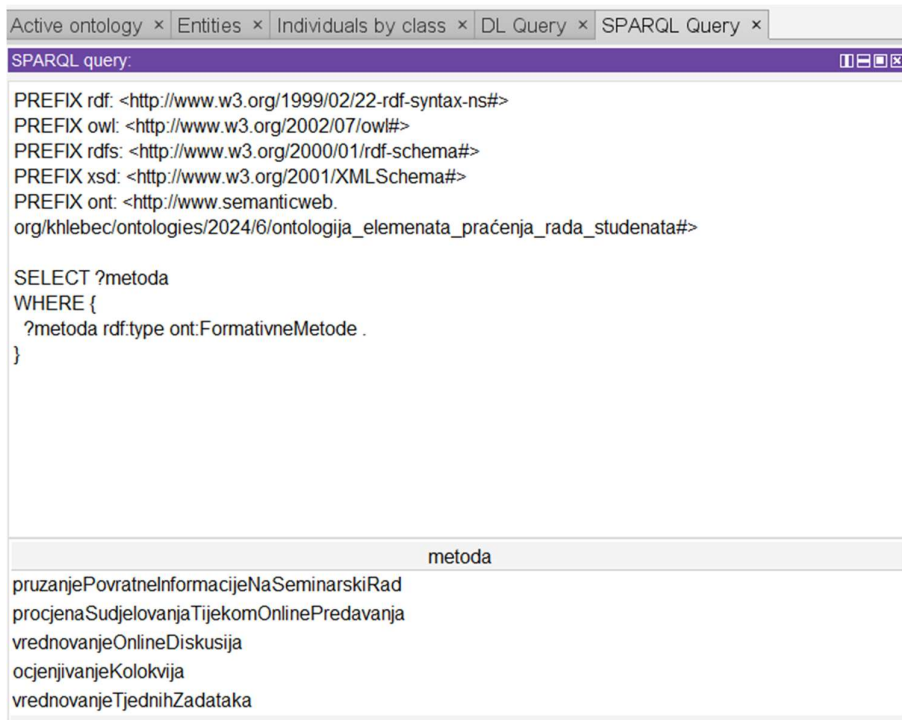 Active ontology × Entities × Individuals by class × DL Query × SPARQL Query ×
SPARQL query:
PREFIX rdf: <http://www.w3.org/1999/02/22-rdf-syntax-ns#>
PREFIX owl: <http://www.w3.org/2002/07/owl#>
PREFIX rdfs: <http://www.w3.org/2000/01/rdf-schema#>
PREFIX xsd: <http://www.w3.org/2001/XMLSchema#>
PREFIX ont: <http://www.semanticweb.
org/khlebec/ontologies/2024/6/ontologija_elemenata_praćenja_rada_studenata#>
SELECT ?metoda
WHERE {
?metoda rdf:type ont:FormativneMetode .
}
metoda
pruzanjePovratneInformacijeNaSeminarskiRad
procjenaSudjelovanjaTijekomOnlinePredavanja
vrednovanjeOnlineDiskusija
ocjenjivanjeKolokvija
vrednovanjeTjednihZadataka